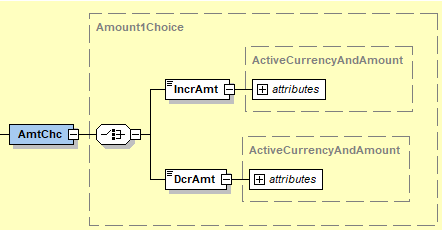 Amount1Choice
ActiveCurrencyAndAmount
IncrAmt
attributes
AmtChc
ActiveCurrencyAndAmount
DcrAmt
attributes